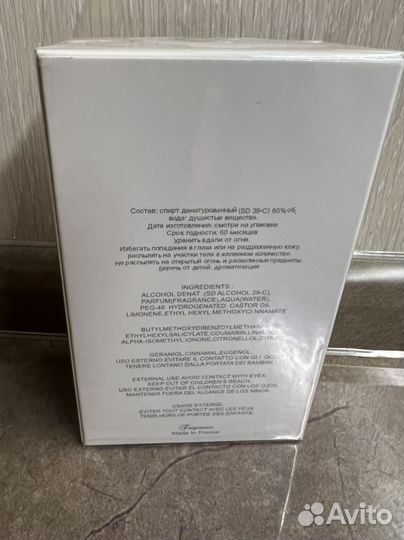 Состав: спирт денатурованный (SD 39-C) 80% об,
вода душистые вещества.
Дата изготовления: смотри на упаковке
Срок годности: 60 месяцев
хранить вдали от огня.
Избегать попадания в глаза или на раздраженную кожу.
распылять на участки тела в желаемом количестве.
Не распылять на открытый огонь и раскаленные предметы.
Беречь от детей. дроматизация
INGREDIENTS :
ALCOHOL DENAT .(SD ALCOHOL 39-C),
PARFUM(FRAGRANCE),AQUA(WATER),
PEG-40 HYDROGENATED CASTOR OIL
LIMONENE,ETHYL HEXYL METHOXYCI NNAMATE
BUTYLMETHOXYDIBENZOYLMETHAN
ETHYLHEXYLSALICYLATE,COUMARIN,LINALOOL
ALPHA-ISOMETHYL IONONE,CITRONELLOL,CITRAL
GERANIOL,CINNAMAL,EUGENOL
USO ESTERNO EVITARE IL CONTATTO CON GLI OCCHI
TENERE LONTANO DALLA PORTATA DEI BAMBINI
EXTERNAL USE AVOID CONTACT WITH EYES.
KEEP OUT OF CHILDREN'S REACH.
USO EXTERNO EVITAR EL CONTACTO CON LOS OJOS.
MANTENER FUERA DEL ALCANCE DE LOS NINOS.
USAGE EXTERNE.
EVITER TOUT CONTACT AVEC LES YEUX.
TENIR HORS DE PORTEE DES ENFANTS.
Fragrance
Made In France
Avito